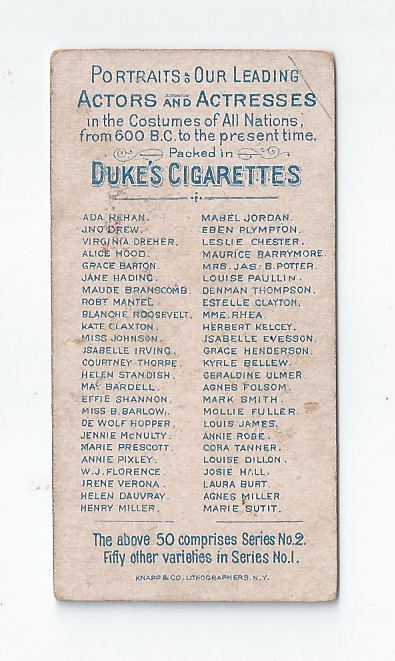 PORTRAITS OF OUR LEADING
ACTORS AND ACTRESSES
in the Costumes of All Nations,
from 600 B.C. to the present time.
Packed in
DUKE'S CIGARETTES
ADA REHAN.
JNO DREW.
VIRGINIA DREHER.
ALICE HOOD.
GRACE BARTON.
JANE HADING.
MAUDE BRANSCOMB.
ROBT MANTEL.
BLANCHE ROOSEVELT.
KATE CLAXTON.
MISS JOHNSON.
ISABELLE IRVING.
COURTNEY THORPE.
HELEN STANDISH.
MAY BARDELL.
EFFIE SHANNON.
MISS B. BARLOW.
DE WOLF HOPPER.
JENNIE McNULTY.
MARIE PRESCOTT.
ANNIE PIXLEY.
W.J. FLORENCE.
IRENE VERONA.
HELEN DAUVRAY.
HENRY MILLER.
MABEL JORDAN.
EBEN PLYMPTON.
LESLIE CHESTER.
MAURICE BARRYMORE.
MRS. JAS. B. POTTER.
LOUISE PAULLIN.
DENMAN THOMPSON.
ESTELLE CLAYTON.
MME. RHEA.
HERBERT KELCEY.
ISABELLE EVESSON.
GRACE HENDERSON.
KYRLE BELLEW.
GERALDINE ULMER.
AGNES FOLSOM.
MARK SMITH.
MOLLIE FULLER.
LOUIS JAMES.
ANNIE ROBE.
CORA TANNER.
LOUISE DILLON.
JOSIE HALL.
LAURA BURT.
AGNES MILLER.
MARIE SUTIT.
The above 50 comprises Series No. 2.
Fifty other varieties in Series No. 1.
KNAPP & CO. LITHOGRAPHERS. N.Y.